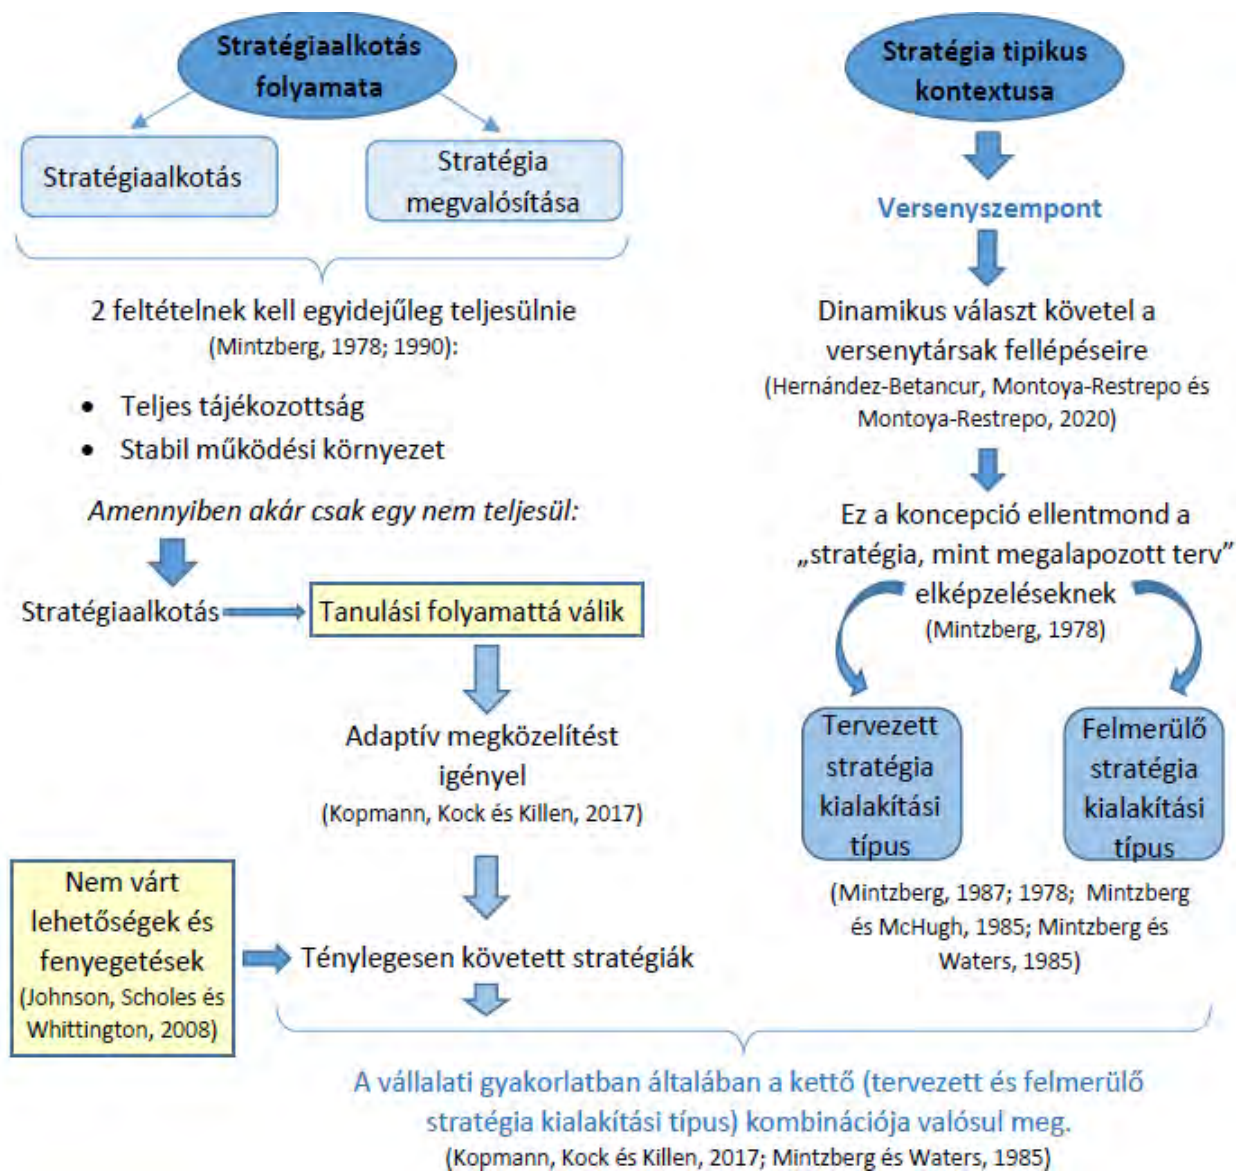 Stratégiaalkotás
folyamata
Stratégiaalkotás
Stratégia
megvalósítása
2 feltételnek kell egyidejűleg teljesülnie
(Mintzberg, 1978; 1990):
• Teljes tájékozottság
• Stabil működési környezet
Amennyiben akár csak egy nem teljesül:
Stratégiaalkotás
Tanulási folyamattá válik
Adaptív megközelítést
igényel
(Kopmann, Kock és Killen, 2017)
Nem várt
lehetőségek és
fenyegetések
(Johnson, Scholes és
Whittington, 2008)
Ténylegesen követett stratégiák
Stratégia tipikus
kontextusa
Versenyszempont
Dinamikus választ követel a
versenytársak fellépéseire
(Hernández-Betancur, Montoya-Restrepo és
Montoya-Restrepo, 2020)
Ez a koncepció ellentmond a
„stratégia, mint megalapozott terv”
elképzeléseknek
(Mintzberg, 1978)
Tervezett
stratégia
kialakítási
típus
Felmerülő
stratégia
kialakítási
típus
(Mintzberg, 1987; 1978; Mintzberg
és McHugh, 1985; Mintzberg és
Waters, 1985)
A vállalati gyakorlatban általában a kettő (tervezett és felmerülő
stratégia kialakítási típus) kombinációja valósul meg.
(Kopmann, Kock és Killen, 2017; Mintzberg és Waters, 1985)